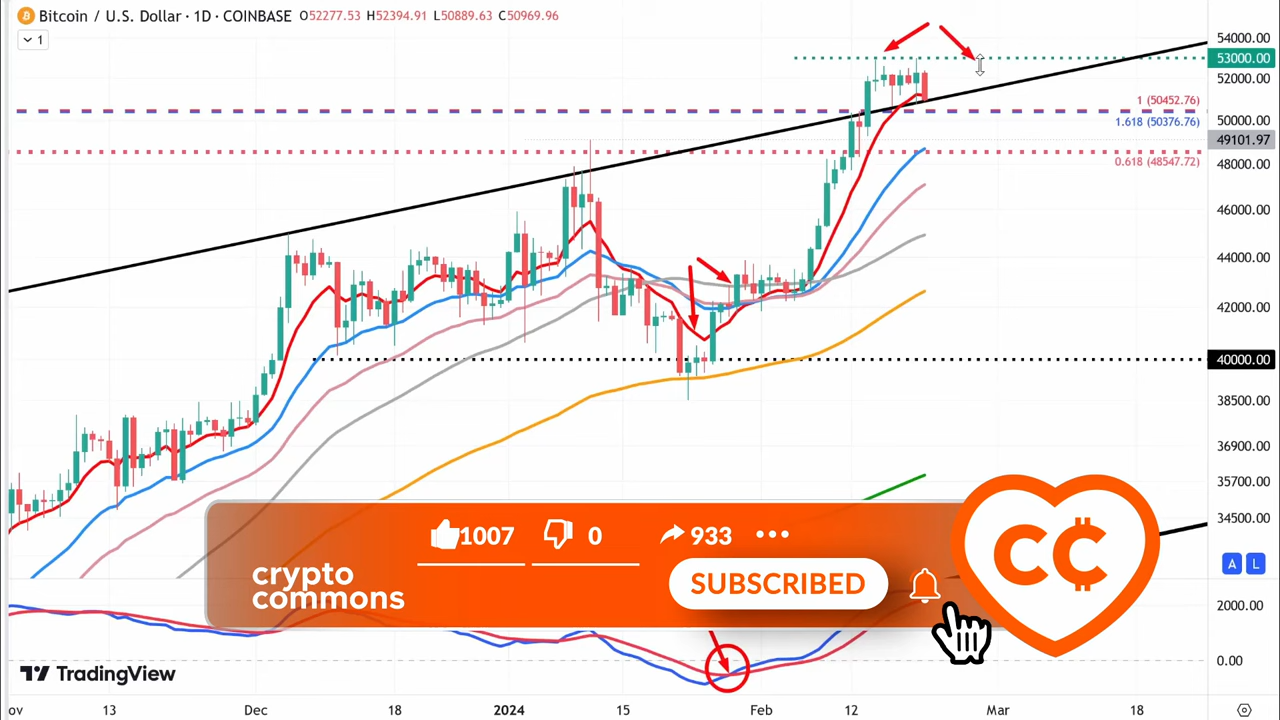 Bitcoin / U.S. Dollar · 1D · COINBASE O52277.53 H52394.91 L50889.63 C50969.96
1
54000.00
53000.00
52000.00
1 (50452.76)
50000.00
1.618 (50376.76)
49101.97
48000.00
0.618 (48547.72)
46000.00
44000.00
42000.00
40000.00
38500.00
36900.00
35700.00
34500.00
1007 0 933 •••
crypto
commons
SUBSCRIBED
CC
A L
2000.00
0.00
TradingView
ov 13 Dec 18 2024 15 Feb 12 Mar 18